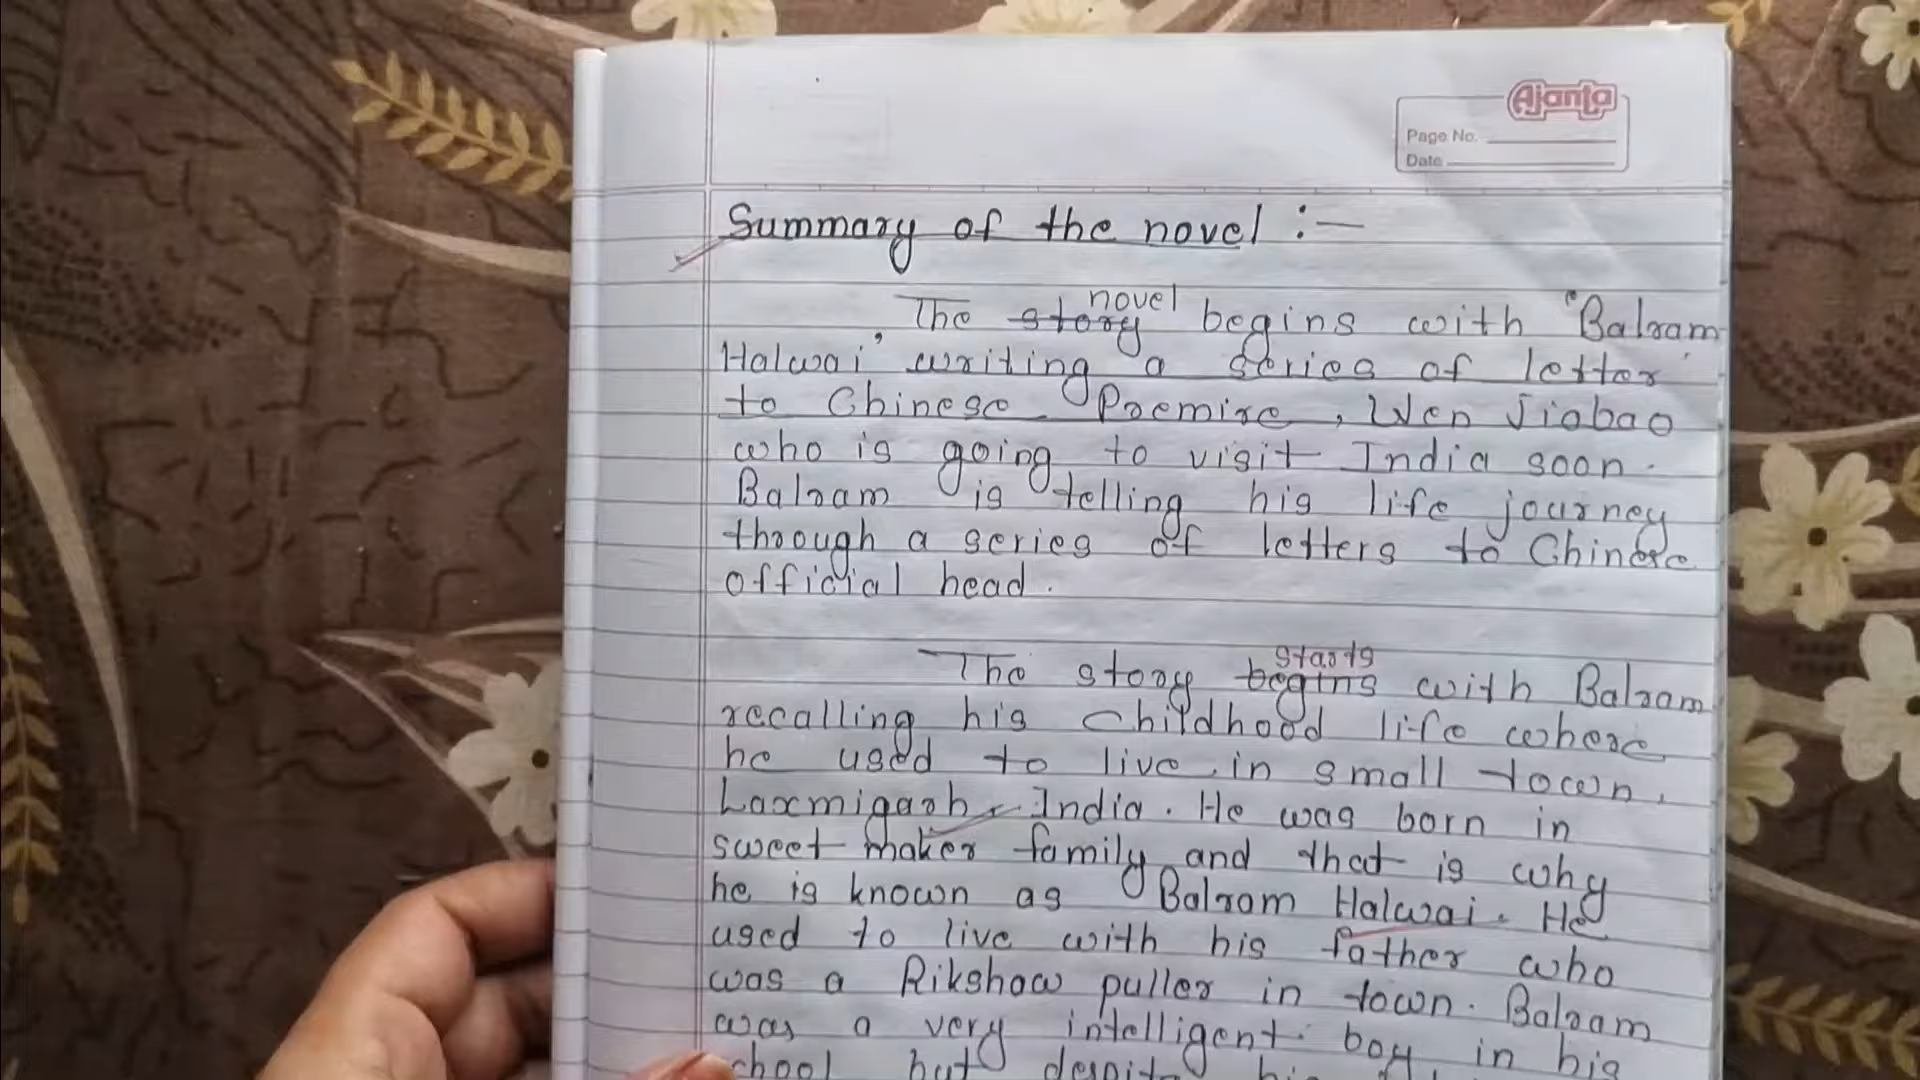 Ajanta
Page No.
Date
Summary of the novel :-
novel
The story begins with "Balram
Halwai' writing a series of letter
to Chinese Premire, Wen Jiabao
who is going to visit India soon.
Balram is telling his life journey
through a series of letters to Chinese
official head.
starts
The story begins with Balram
recalling his childhood life where
he used to live in small town,
Laxmigarh, India. He was born in
sweet maker family and that is why
he is known as Balram Halwai. He
used to live with his father who
was a Rikshaw puller in town. Balram
was a very intelligent boy in his